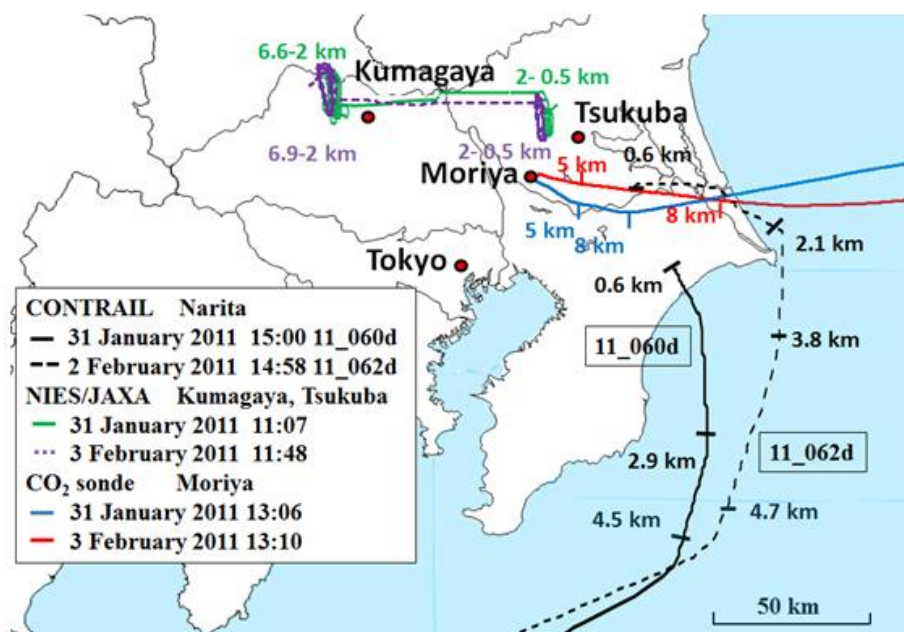 6.6-2 km
Kumagaya
2- 0.5 km
Tsukuba
6.9-2 km
2- 0.5 km
5 km
0.6 km
Moriya
5 km
8 km
8 km
2.1 km
Tokyo
0.6 km
11_060d
3.8 km
2.9 km
11_062d
4.5 km
4.7 km
50 km
CONTRAIL Narita
31 January 2011 15:00 11_060d
2 February 2011 14:58 11_062d
NIES/JAXA Kumagaya, Tsukuba
31 January 2011 11:07
3 February 2011 11:48
CO₂ sonde Moriya
31 January 2011 13:06
3 February 2011 13:10